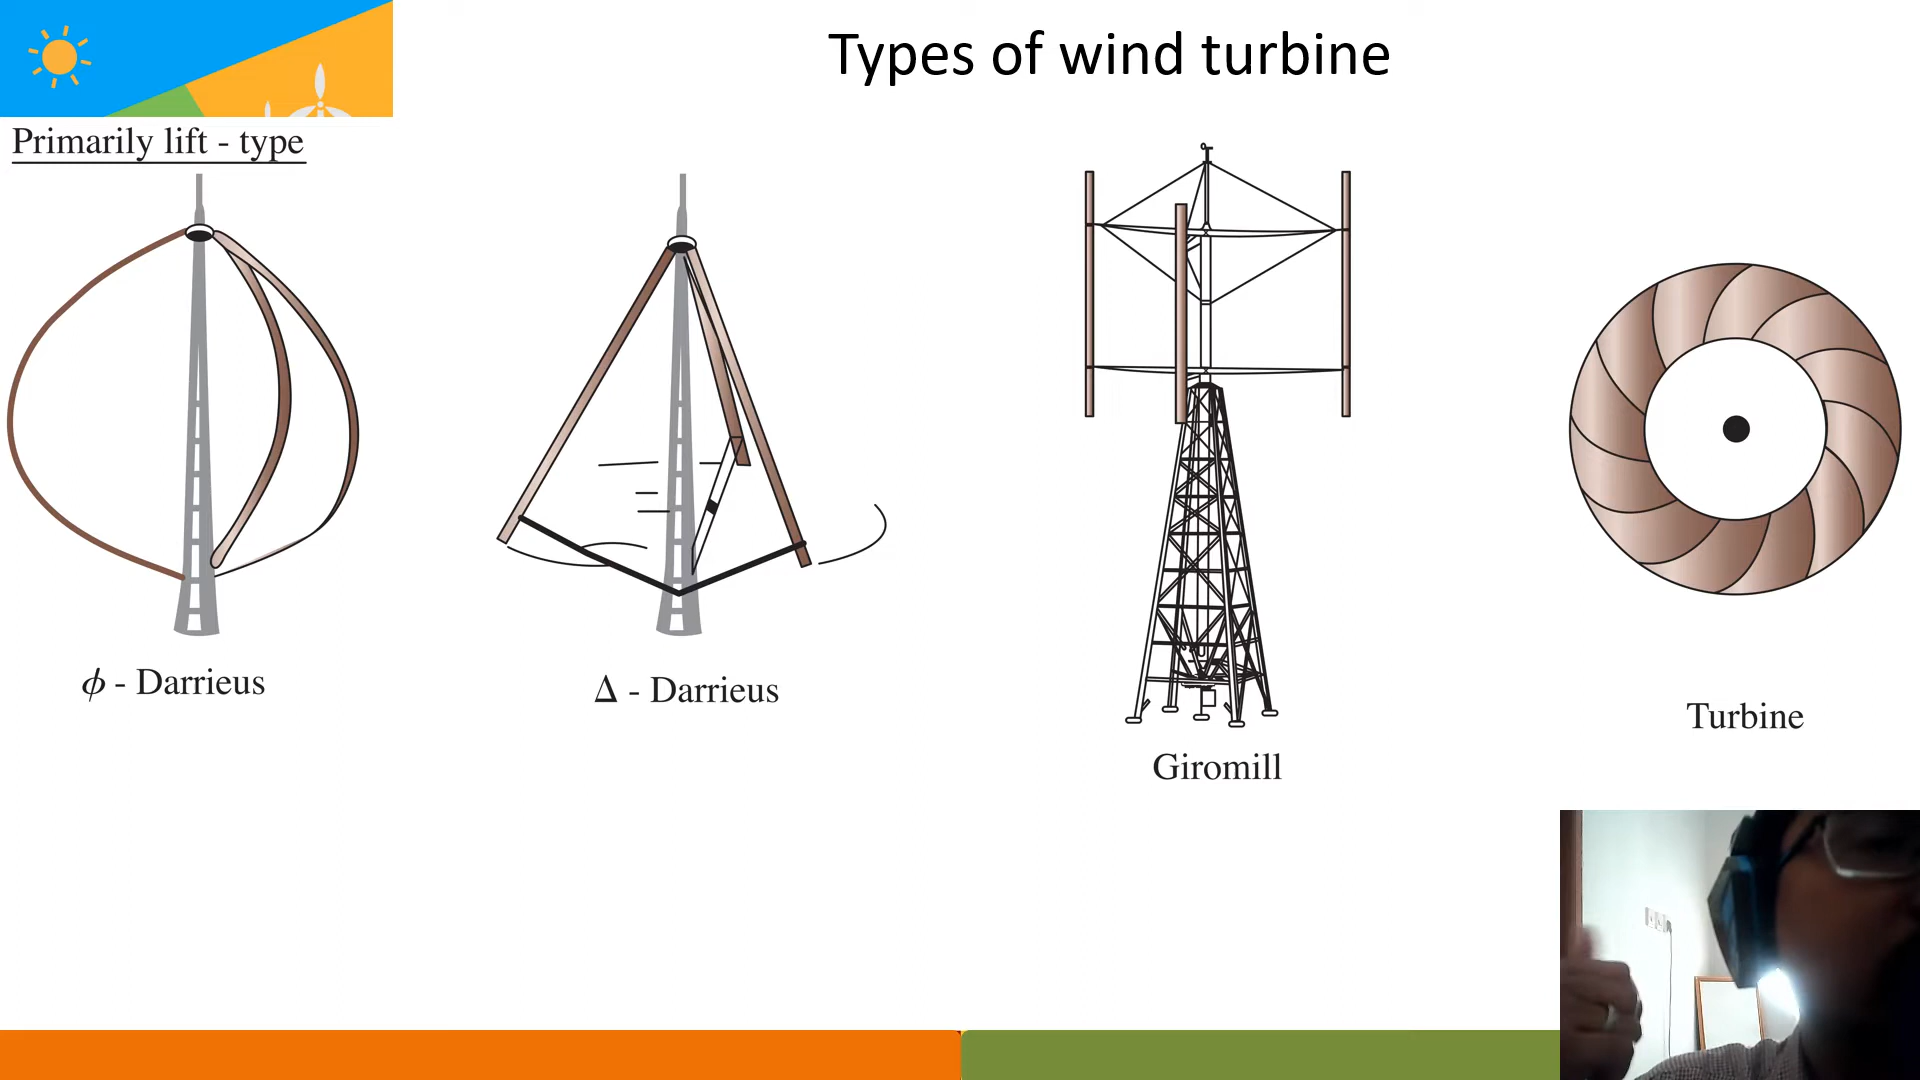 Types of wind turbine
Primarily lift - type
ϕ - Darrieus
Δ - Darrieus
Giromill
Turbine